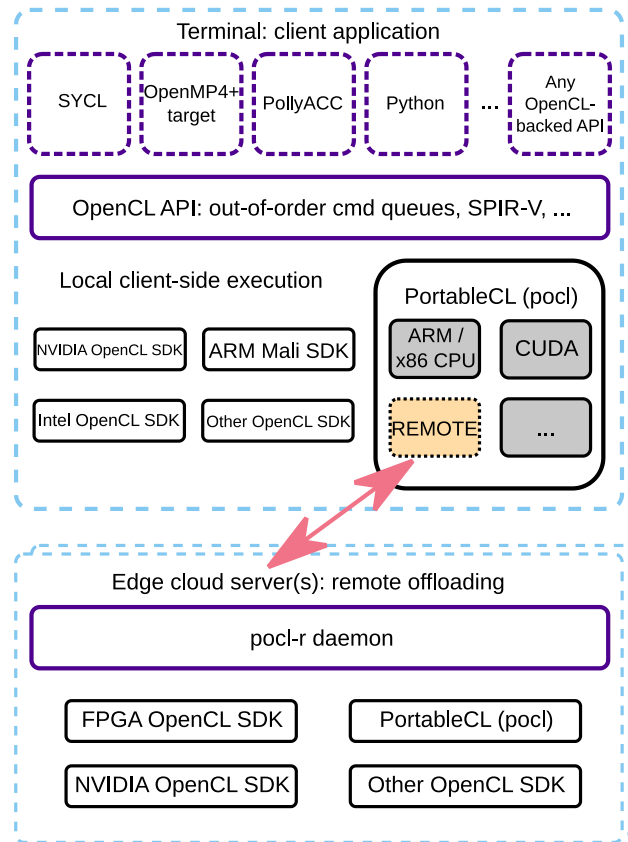 Terminal: client application
SYCL
OpenMP4+
target
PollyACC
Python
...
Any
OpenCL-
backed API
OpenCL API: out-of-order cmd queues, SPIR-V, ...
Local client-side execution
NVIDIA OpenCL SDK
ARM Mali SDK
Intel OpenCL SDK
Other OpenCL SDK
PortableCL (pocl)
ARM /
x86 CPU
CUDA
REMOTE
...
Edge cloud server(s): remote offloading
pocl-r daemon
FPGA OpenCL SDK
PortableCL (pocl)
NVIDIA OpenCL SDK
Other OpenCL SDK